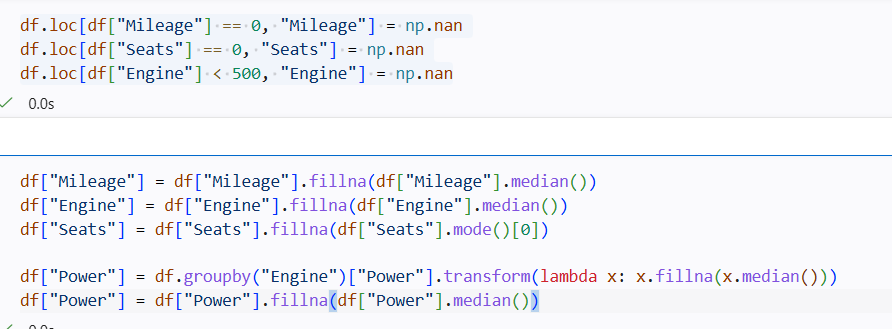 df.loc[df["Mileage"] == 0, "Mileage"] = np.nan
df.loc[df["Seats"] == 0, "Seats"] = np.nan
df.loc[df["Engine"] < 500, "Engine"] = np.nan
0.0s
df["Mileage"] = df["Mileage"].fillna(df["Mileage"].median())
df["Engine"] = df["Engine"].fillna(df["Engine"].median())
df["Seats"] = df["Seats"].fillna(df["Seats"].mode()[0])
df["Power"] = df.groupby("Engine")["Power"].transform(lambda x: x.fillna(x.median()))
df["Power"] = df["Power"].fillna(df["Power"].median())